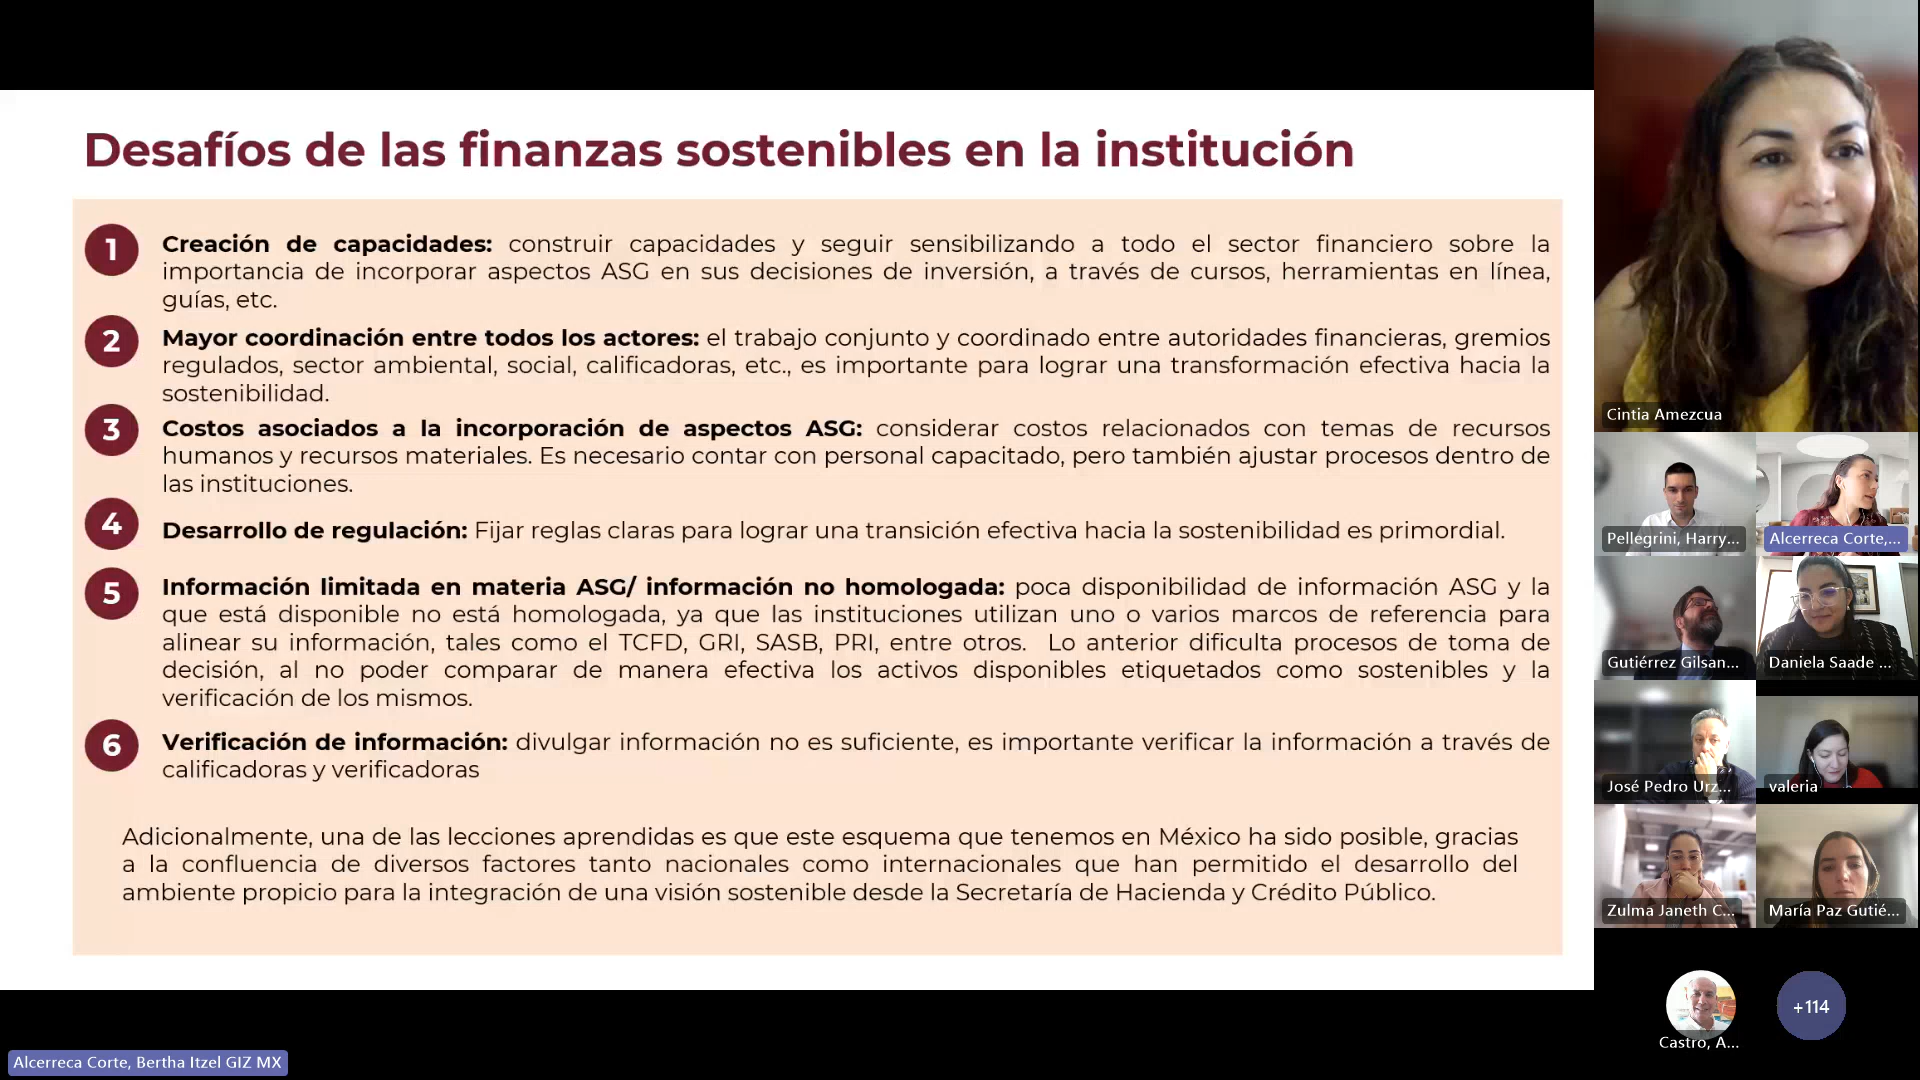 Desafíos de las finanzas sostenibles en la institución
1
Creación de capacidades: construir capacidades y seguir sensibilizando a todo el sector financiero sobre la
importancia de incorporar aspectos ASG en sus decisiones de inversión, a través de cursos, herramientas en línea,
guías, etc.
2
Mayor coordinación entre todos los actores: el trabajo conjunto y coordinado entre autoridades financieras, gremios
regulados, sector ambiental, social, calificadoras, etc., es importante para lograr una transformación efectiva hacia la
sostenibilidad.
3
Costos asociados a la incorporación de aspectos ASG: considerar costos relacionados con temas de recursos
humanos y recursos materiales. Es necesario contar con personal capacitado, pero también ajustar procesos dentro de
las instituciones.
4
Desarrollo de regulación: Fijar reglas claras para lograr una transición efectiva hacia la sostenibilidad es primordial.
5
Información limitada en materia ASG/ información no homologada: poca disponibilidad de información ASG y la
que está disponible no está homologada, ya que las instituciones utilizan uno o varios marcos de referencia para
alinear su información, tales como el TCFD, GRI, SASB, PRI, entre otros. Lo anterior dificulta procesos de toma de
decisión, al no poder comparar de manera efectiva los activos disponibles etiquetados como sostenibles y la
verificación de los mismos.
6
Verificación de información: divulgar información no es suficiente, es importante verificar la información a través de
calificadoras y verificadoras
Adicionalmente, una de las lecciones aprendidas es que este esquema que tenemos en México ha sido posible, gracias
a la confluencia de diversos factores tanto nacionales como internacionales que han permitido el desarrollo del
ambiente propicio para la integración de una visión sostenible desde la Secretaría de Hacienda y Crédito Público.
Cintia Amezcua
Pellegrini, Harry...
Alcerreca Corte,...
Gutiérrez Gilsan...
Daniela Saade ...
José Pedro Urz...
valeria
Zulma Janeth C...
María Paz Gutié...
Castro, A...
+114
Alcerreca Corte, Bertha Itzel GIZ MX